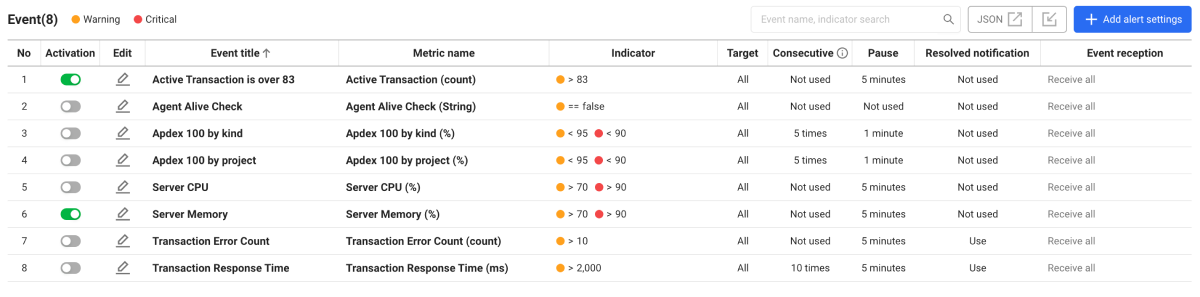 Event(8) Warning Critical Event name, indicator search JSON Add alert settings
No Activation Edit Event title ↑ Metric name Indicator Target Consecutive ⓘ Pause Resolved notification Event reception
1 Active Transaction is over 83 Active Transaction (count) > 83 All Not used 5 minutes Not used Receive all
2 Agent Alive Check Agent Alive Check (String) == false All Not used Not used Not used Receive all
3 Apdex 100 by kind Apdex 100 by kind (%) < 95 < 90 All 5 times 1 minute Not used Receive all
4 Apdex 100 by project Apdex 100 by project (%) < 95 < 90 All 5 times 1 minute Not used Receive all
5 Server CPU Server CPU (%) > 70 > 90 All Not used 5 minutes Not used Receive all
6 Server Memory Server Memory (%) > 70 > 90 All Not used 5 minutes Not used Receive all
7 Transaction Error Count Transaction Error Count (count) > 10 All Not used 5 minutes Use Receive all
8 Transaction Response Time Transaction Response Time (ms) > 2,000 All 10 times 5 minutes Use Receive all